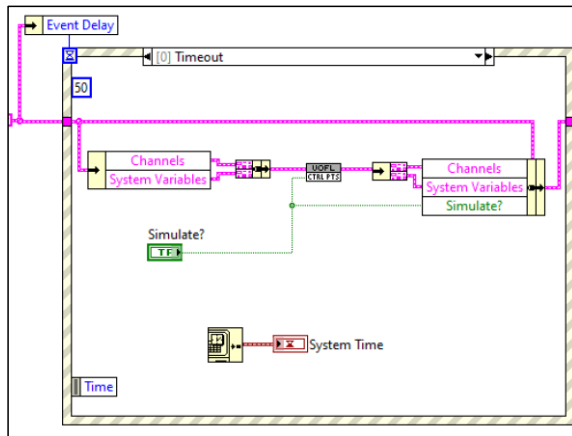 Event Delay
[0] Timeout
50
Channels
System Variables
UOFL
CTRL PTS
Channels
System Variables
Simulate?
Simulate?
TF
System Time
Time